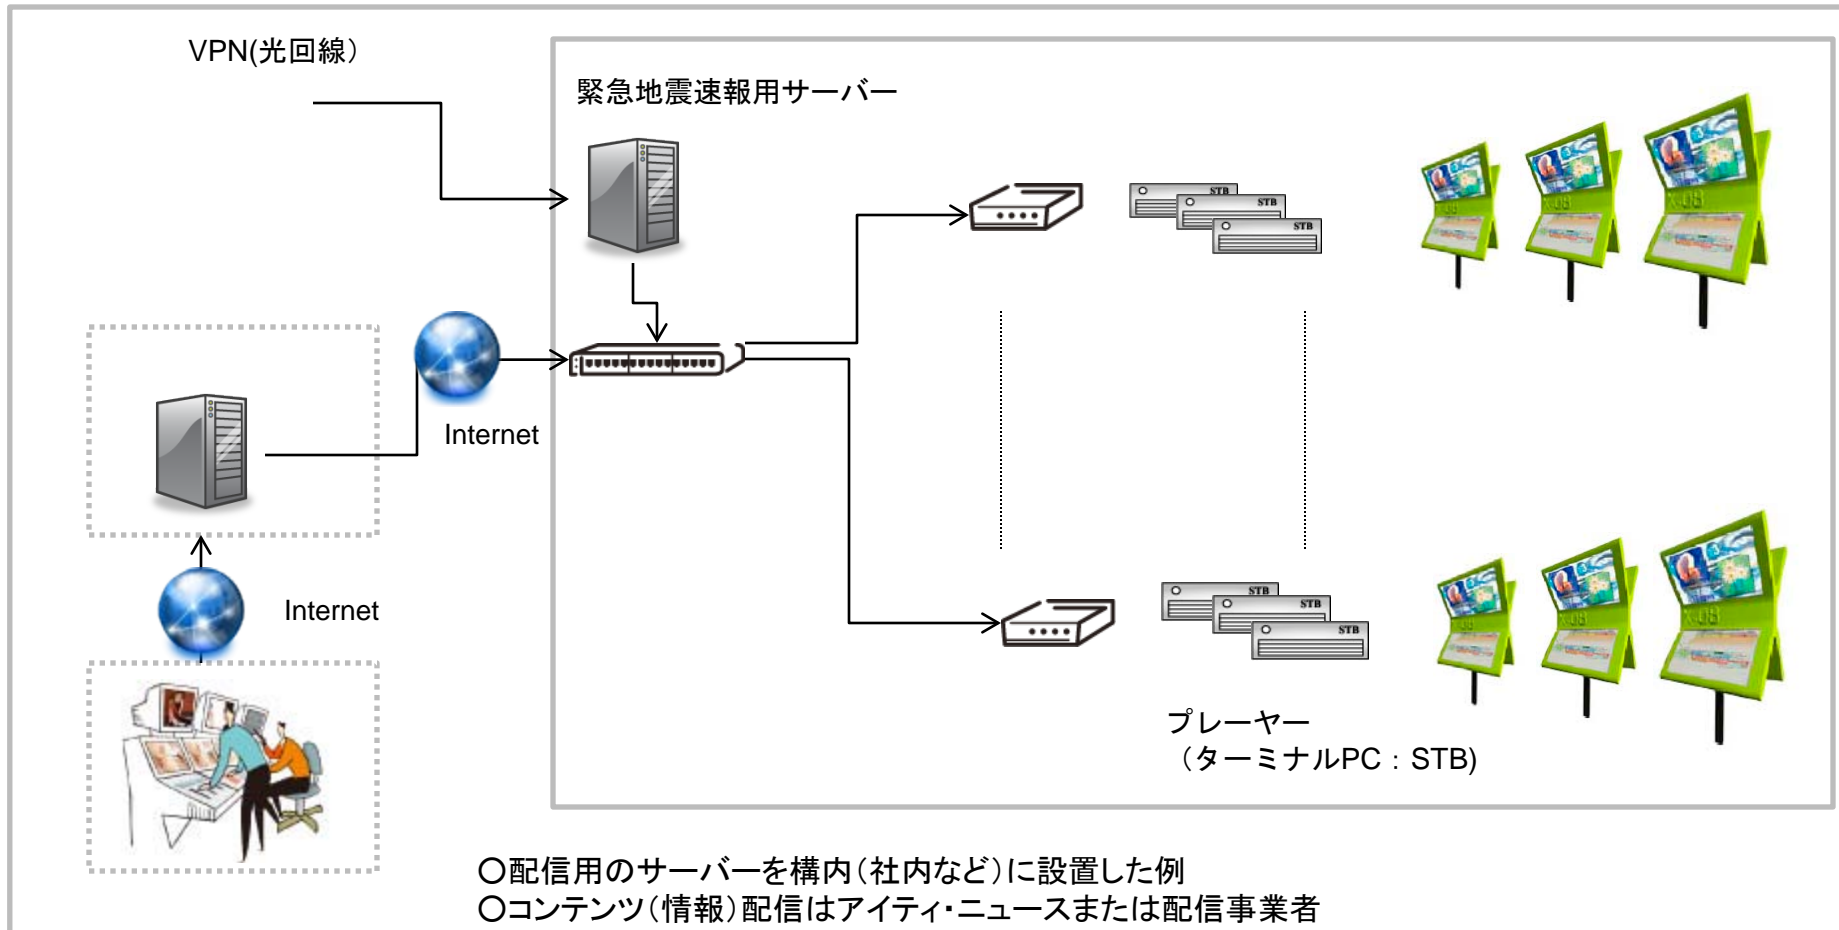 VPN(光回線）
緊急地震速報用サーバー
STB
STB
STB
Internet
Internet
STB
STB
STB
プレーヤー
（ターミナルPC：STB)
〇配信用のサーバーを構内（社内など）に設置した例
〇コンテンツ（情報）配信はアイティ・ニュースまたは配信事業者